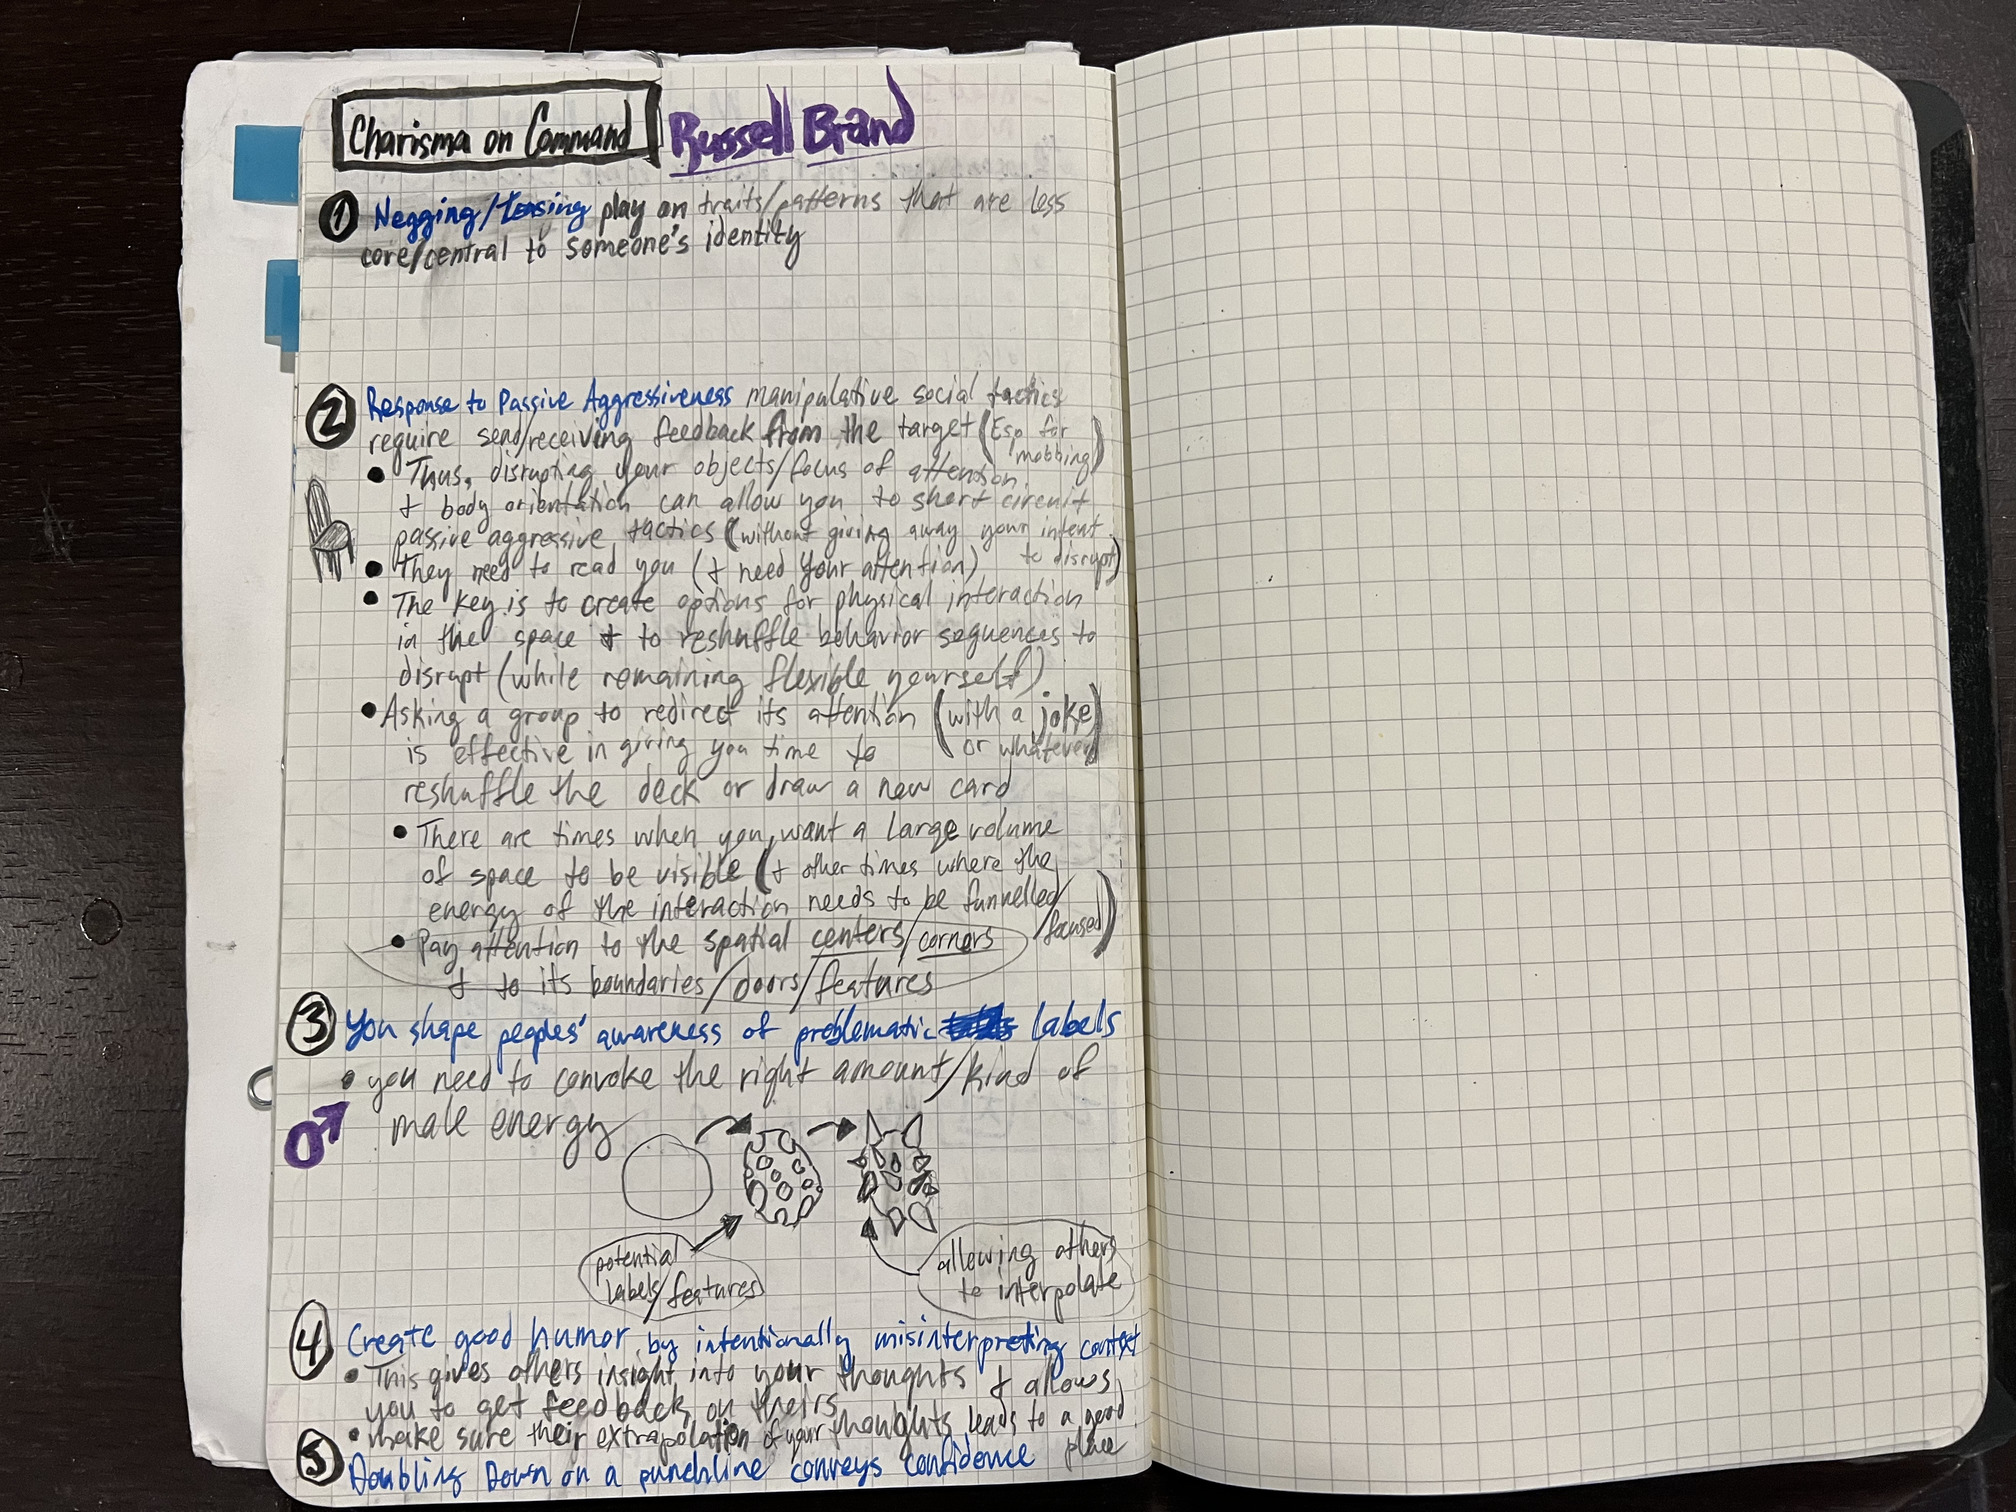 Charisma on Command Russell Brand
1 Negging/teasing play on traits/patterns that are less
core/central to someone's identity
2 Response to Passive Aggressiveness manipulative social tactics
require send/receiving feedback from the target (Esp for
mobbing)
• Thus, disrupting your objects/focus of attention
+ body orientation can allow you to short circuit
passive aggressive tactics (without giving away your intent
to disrupt)
• They need to read you (+ need your attention)
• The key is to create options for physical interaction
in the space + to reshuffle behavior sequences to
disrupt (while remaining flexible yourself)
• Asking a group to redirect its attention (with a joke
or whatever)
is effective in giving you time to
reshuffle the deck or draw a new card
• There are times when you want a large volume
of space to be visible (+ other times where the
energy of the interaction needs to be funnelled/
focused)
• Pay attention to the spatial centers/corners
+ to its boundaries/doors/features
3 You shape peoples' awareness of problematic labels
• you need to convoke the right amount/kind of
male energy
potential
labels/features
allowing others
to interpolate
4 Create good humor by intentionally misinterpreting context
• This gives others insight into your thoughts + allows
you to get feedback on theirs
• make sure their extrapolation of your thoughts leads to a good
place
5 Doubling Down on a punchline conveys confidence